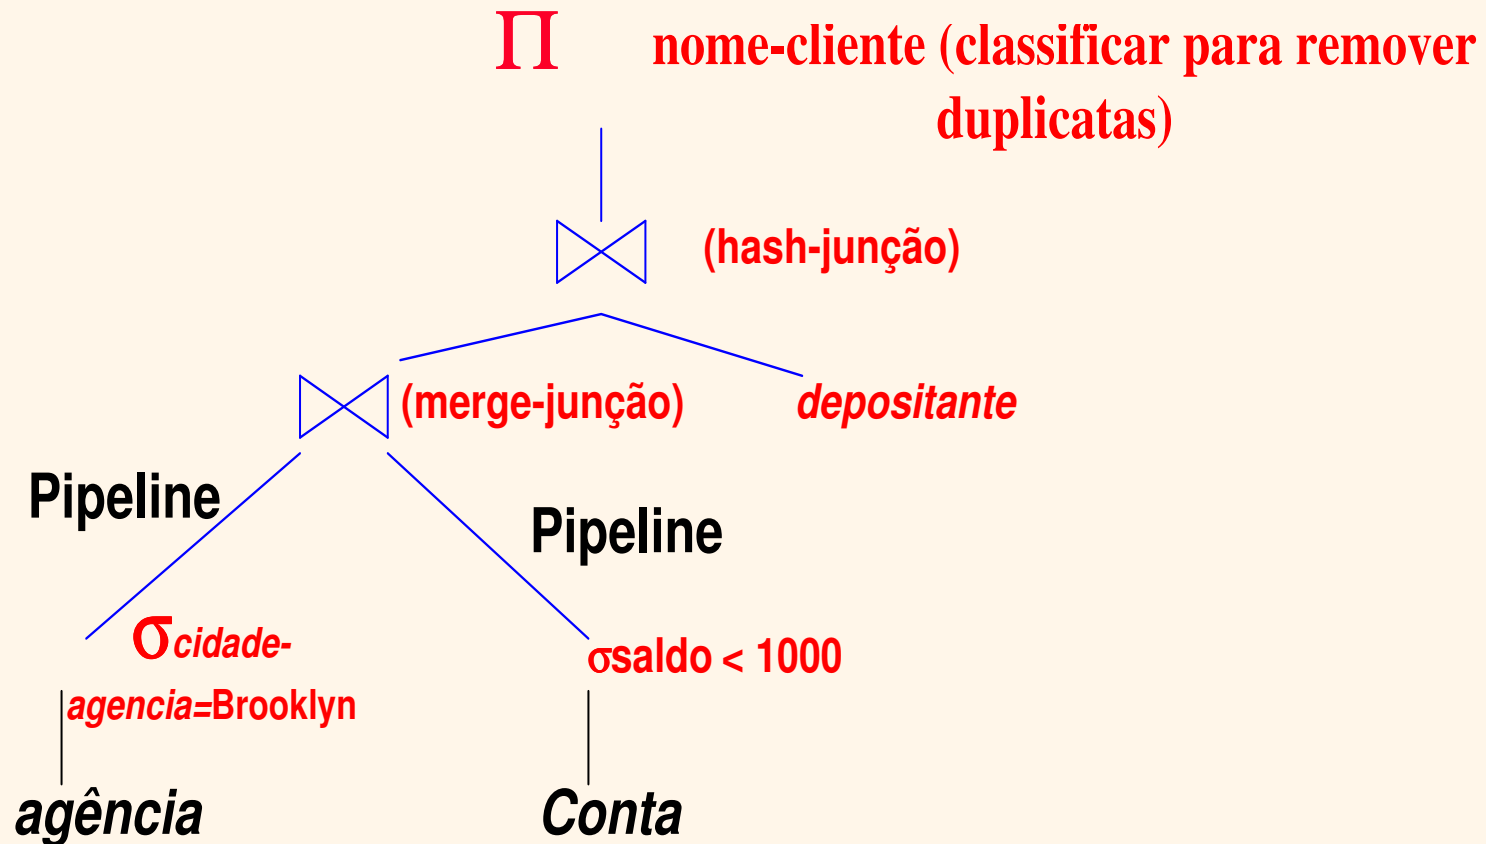 Π nome-cliente (classificar para remover
duplicatas)
(hash-junção)
(merge-junção) depositante
Pipeline
Pipeline
σcidade-
agencia=Brooklyn
σsaldo < 1000
agência
Conta